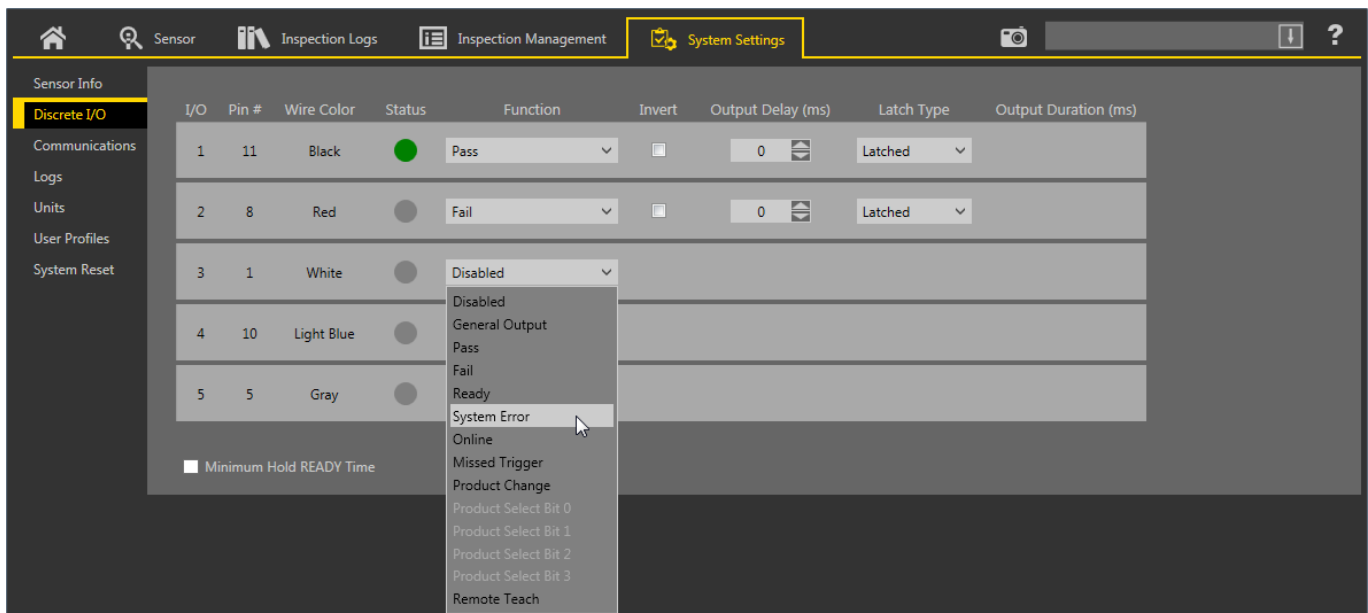 Sensor Inspection Logs Inspection Management System Settings ?
Sensor Info
Discrete I/O
Communications
Logs
Units
User Profiles
System Reset
I/O Pin # Wire Color Status Function Invert Output Delay (ms) Latch Type Output Duration (ms)
1 11 Black Pass 0 Latched
2 8 Red Fail 0 Latched
3 1 White Disabled
4 10 Light Blue
5 5 Gray
Disabled
General Output
Pass
Fail
Ready
System Error
Online
Missed Trigger
Product Change
Product Select Bit 0
Product Select Bit 1
Product Select Bit 2
Product Select Bit 3
Remote Teach
Minimum Hold READY Time